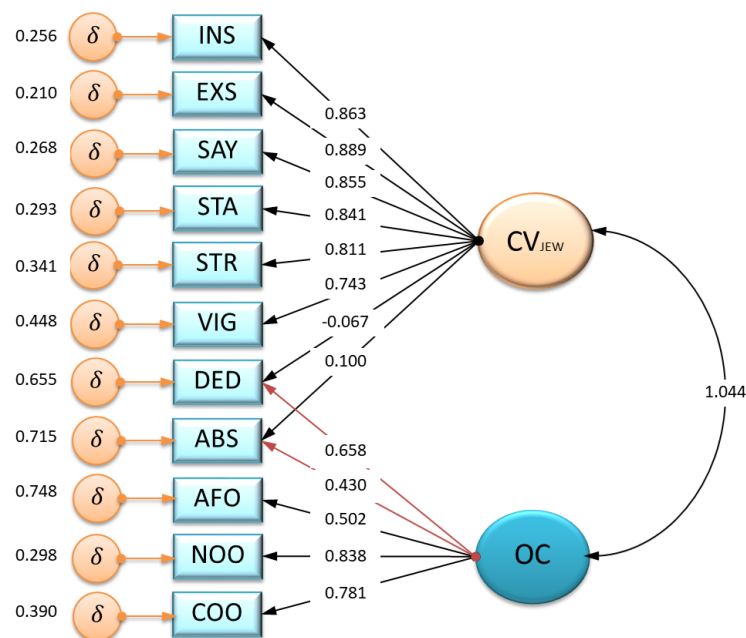 0.256 δ INS
0.210 δ EXS
0.863
0.889
0.268 δ SAY
0.855
0.293 δ STA
0.841
0.811
CV JEW
0.341 δ STR
0.743
0.448 δ VIG
-0.067
0.100
0.655 δ DED
1.044
0.715 δ ABS
0.658
0.430
0.748 δ AFO
0.502
0.298 δ NOO
0.838
OC
0.781
0.390 δ COO